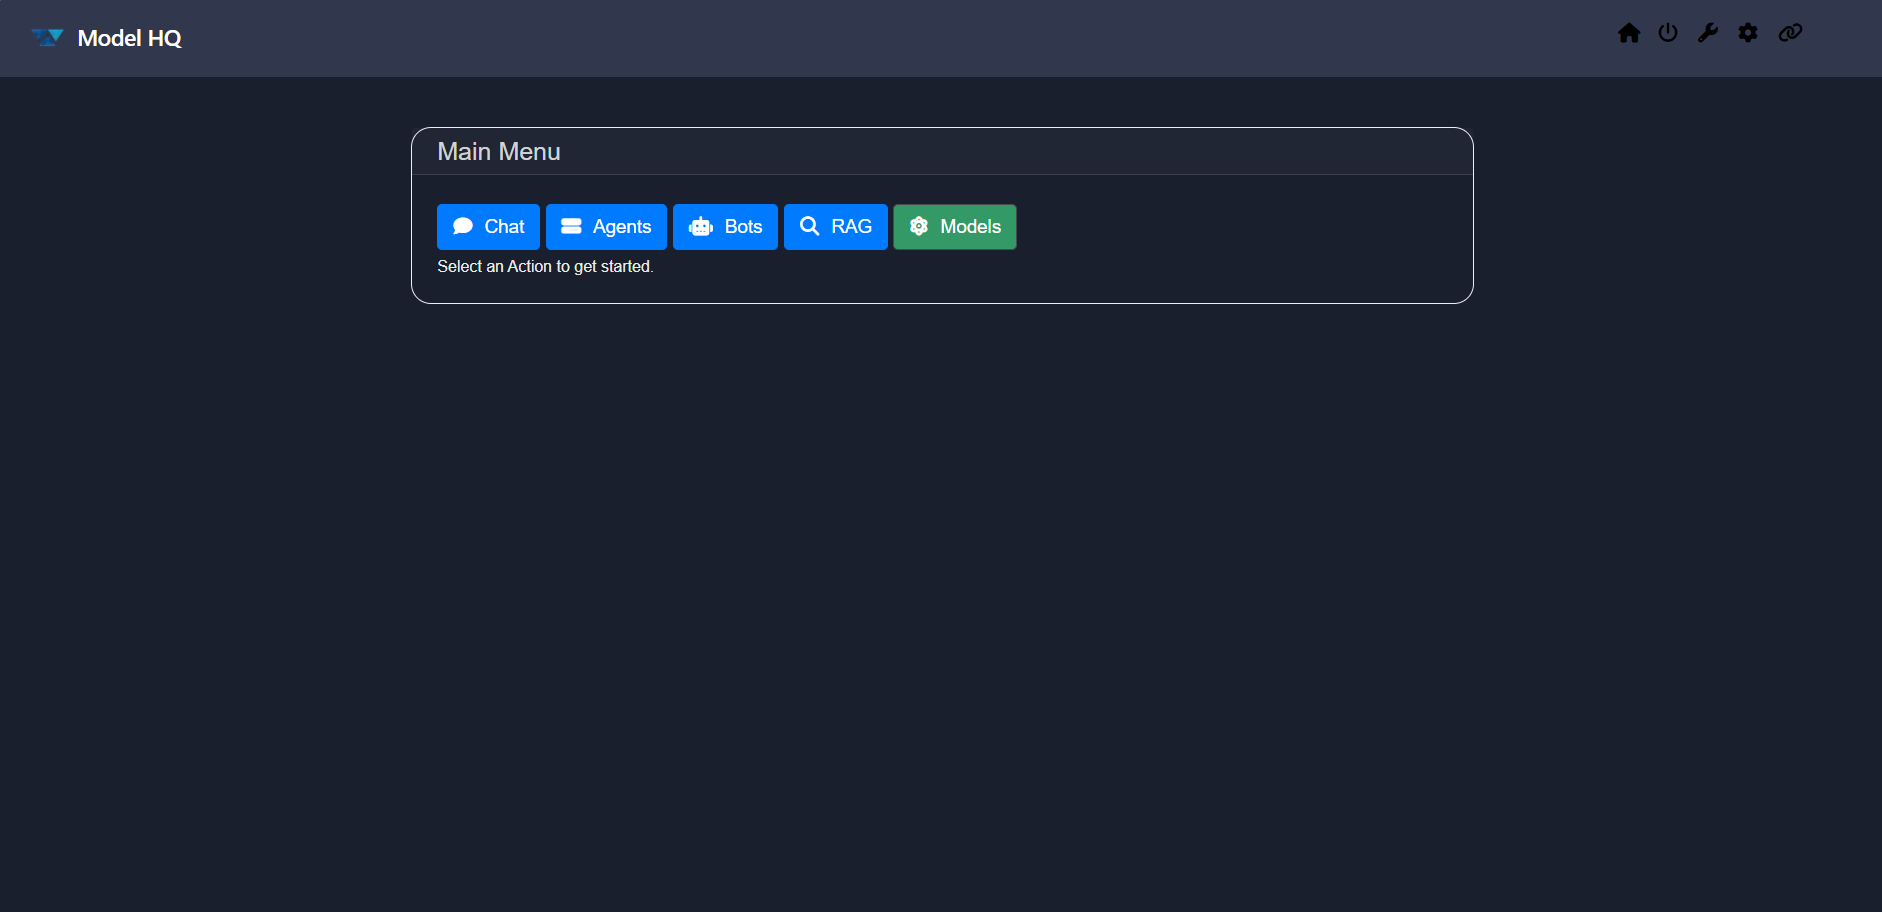 Model HQ
Main Menu
Chat Agents Bots RAG Models
Select an Action to get started.